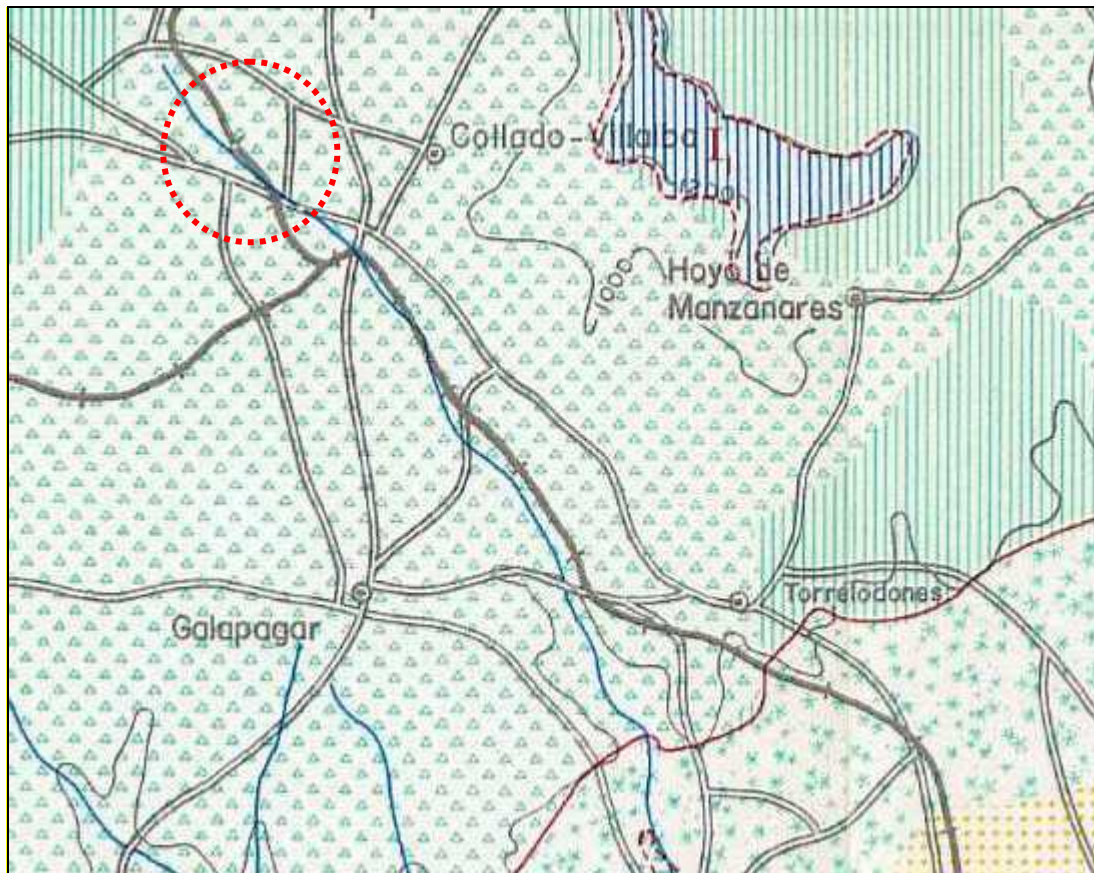 Collado-Villalba I
1200
1000
Hoyo de
Manzanares
Torrelodones
Galapagar